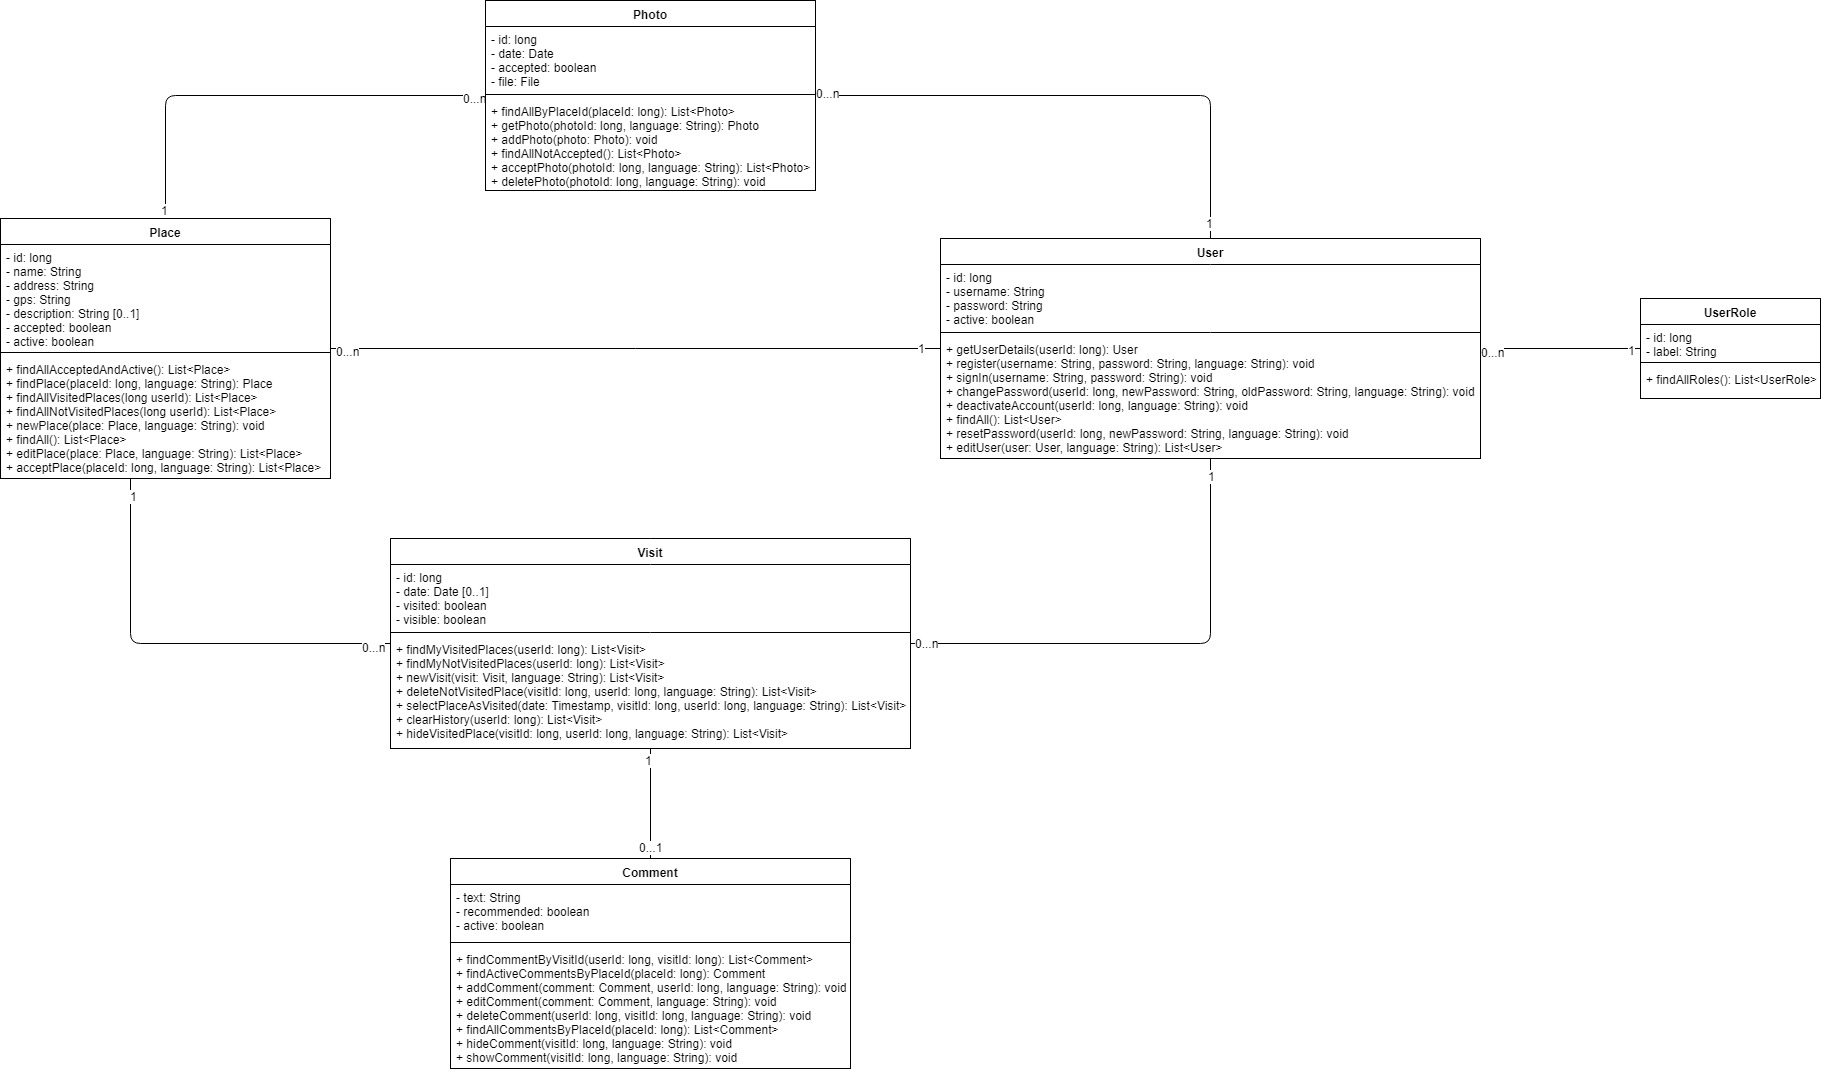 Photo
- id: long
- date: Date
- accepted: boolean
- file: File
+ findAllByPlaceId(placeId: long): List<Photo>
+ getPhoto(photoId: long, language: String): Photo
+ addPhoto(photo: Photo): void
+ findAllNotAccepted(): List<Photo>
+ acceptPhoto(photoId: long, language: String): List<Photo>
+ deletePhoto(photoId: long, language: String): void
0...n
0...n
1
1
Place
- id: long
- name: String
- address: String
- gps: String
- description: String [0..1]
- accepted: boolean
- active: boolean
+ findAllAcceptedAndActive(): List<Place>
+ findPlace(placeId: long, language: String): Place
+ findAllVisitedPlaces(long userId): List<Place>
+ findAllNotVisitedPlaces(long userId): List<Place>
+ newPlace(place: Place, language: String): void
+ findAll(): List<Place>
+ editPlace(place: Place, language: String): List<Place>
+ acceptPlace(placeId: long, language: String): List<Place>
0...n
1
User
- id: long
- username: String
- password: String
- active: boolean
+ getUserDetails(userId: long): User
+ register(username: String, password: String, language: String): void
+ signIn(username: String, password: String): void
+ changePassword(userId: long, newPassword: String, oldPassword: String, language: String): void
+ deactivateAccount(userId: long, language: String): void
+ findAll(): List<User>
+ resetPassword(userId: long, newPassword: String, language: String): void
+ editUser(user: User, language: String): List<User>
0...n
1
UserRole
- id: long
- label: String
+ findAllRoles(): List<UserRole>
1
1
0...n
0...n
Visit
- id: long
- date: Date [0..1]
- visited: boolean
- visible: boolean
+ findMyVisitedPlaces(userId: long): List<Visit>
+ findMyNotVisitedPlaces(userId: long): List<Visit>
+ newVisit(visit: Visit, language: String): List<Visit>
+ deleteNotVisitedPlace(visitId: long, userId: long, language: String): List<Visit>
+ selectPlaceAsVisited(date: Timestamp, visitId: long, userId: long, language: String): List<Visit>
+ clearHistory(userId: long): List<Visit>
+ hideVisitedPlace(visitId: long, userId: long, language: String): List<Visit>
1
0...1
Comment
- text: String
- recommended: boolean
- active: boolean
+ findCommentByVisitId(userId: long, visitId: long): List<Comment>
+ findActiveCommentsByPlaceId(placeId: long): Comment
+ addComment(comment: Comment, userId: long, language: String): void
+ editComment(comment: Comment, language: String): void
+ deleteComment(userId: long, visitId: long, language: String): void
+ findAllCommentsByPlaceId(placeId: long): List<Comment>
+ hideComment(visitId: long, language: String): void
+ showComment(visitId: long, language: String): void